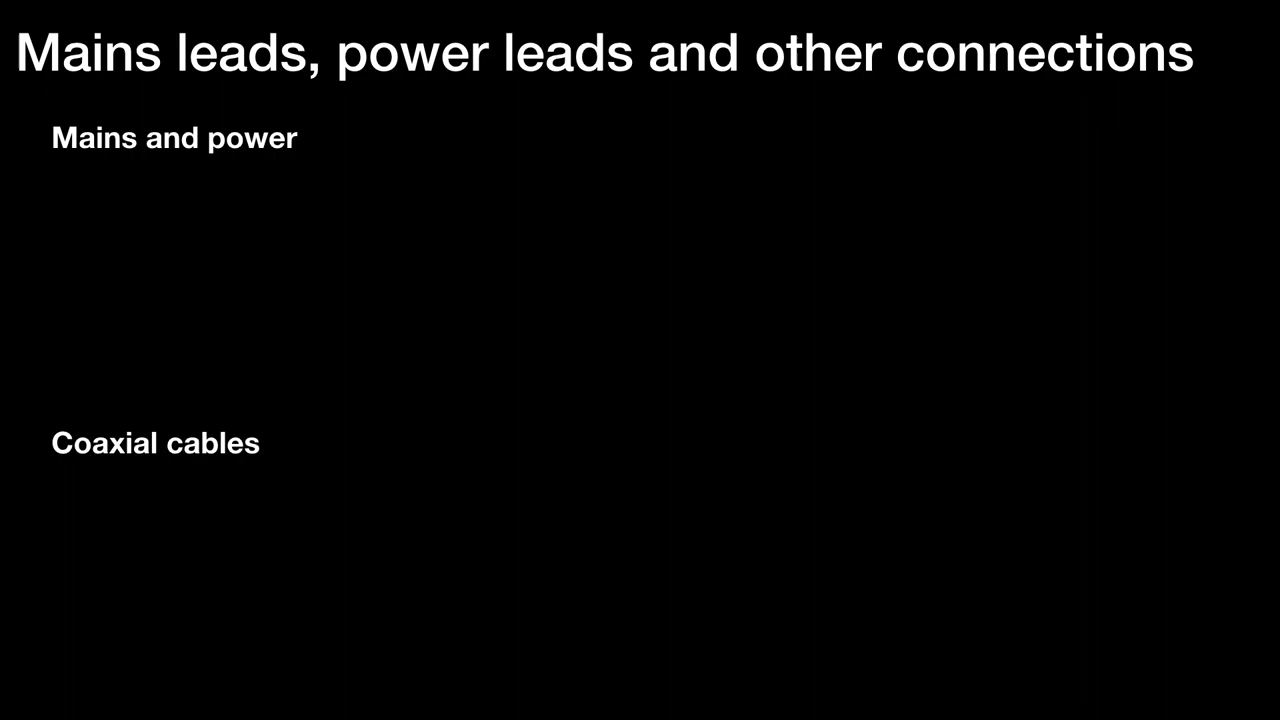 Mains leads, power leads and other connections
Mains and power
Coaxial cables